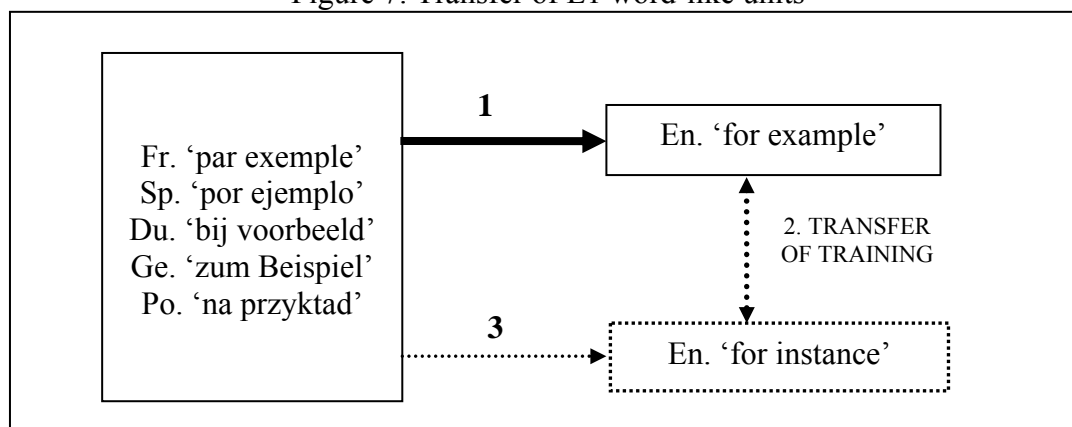 Figure 7: Transfer of L1 word-like units
Fr. ‘par exemple’
Sp. ‘por ejemplo’
Du. ‘bij voorbeeld’
Ge. ‘zum Beispiel’
Po. ‘na przyktad’
1
En. ‘for example’
2. TRANSFER
OF TRAINING
3
En. ‘for instance’